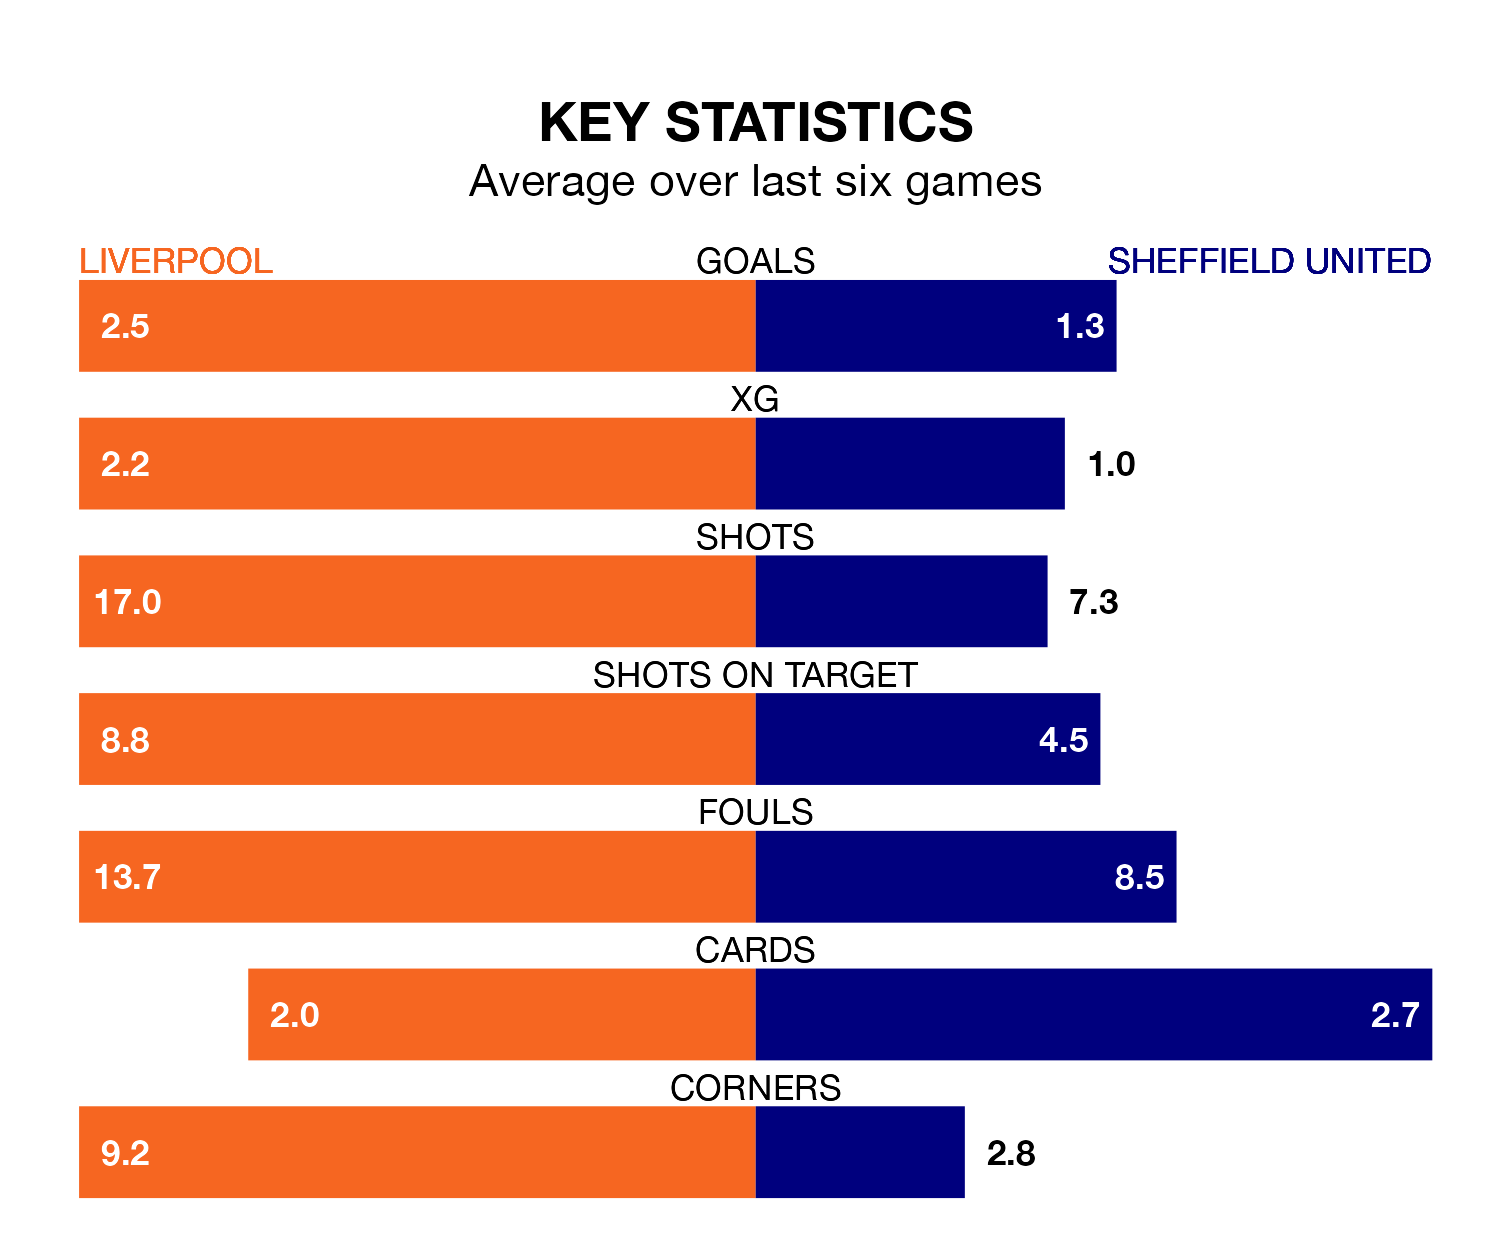 KEY STATISTICS
Average over last six games
LIVERPOOL GOALS SHEFFIELD UNITED
2.5 1.3
XG
2.2 1.0
SHOTS
17.0 7.3
SHOTS ON TARGET
8.8 4.5
FOULS
13.7 8.5
CARDS
2.0 2.7
CORNERS
9.2 2.8